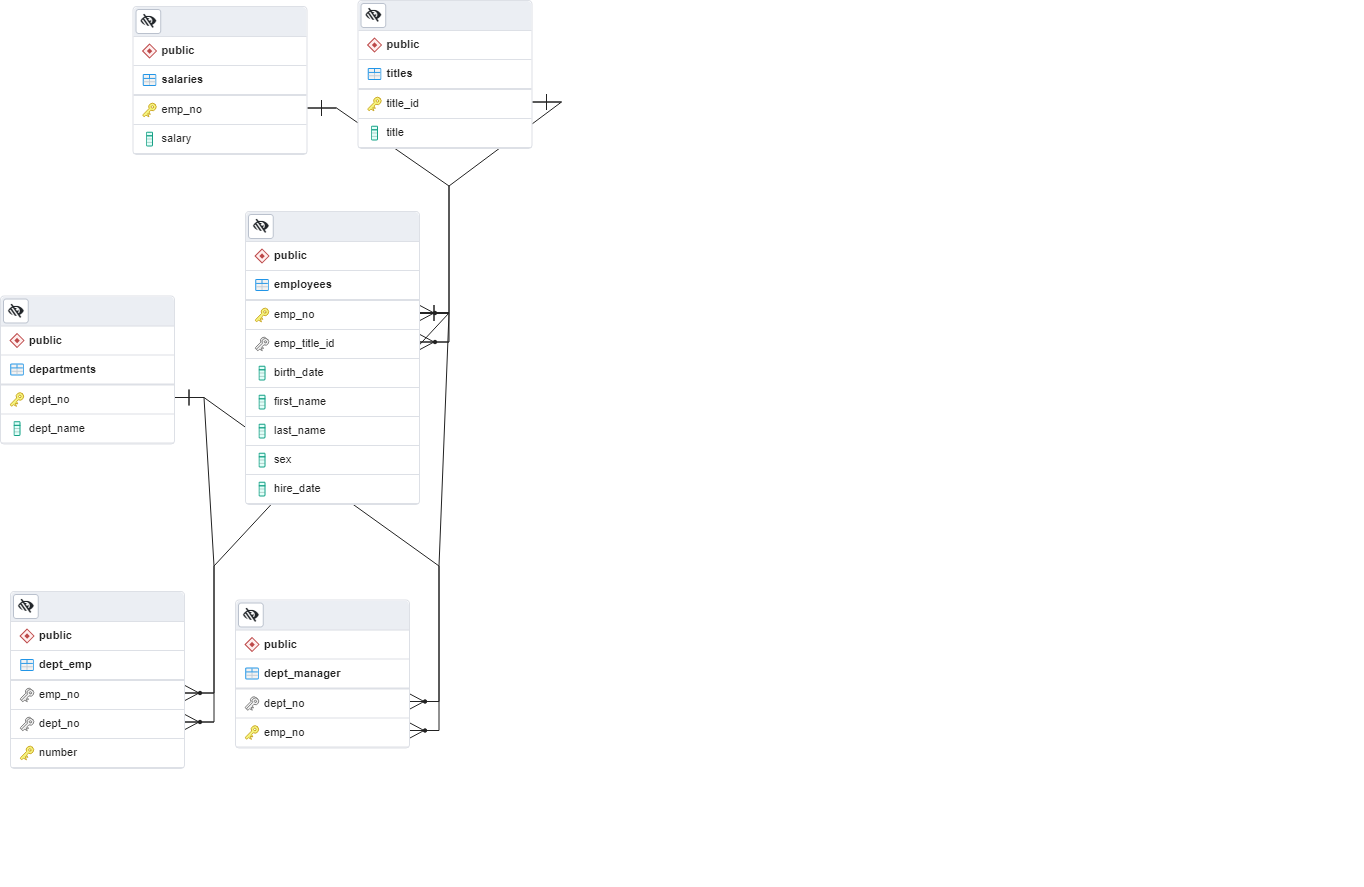 public
salaries
emp_no
salary
public
titles
title_id
title
public
employees
emp_no
emp_title_id
birth_date
first_name
last_name
sex
hire_date
public
departments
dept_no
dept_name
public
dept_emp
emp_no
dept_no
number
public
dept_manager
dept_no
emp_no